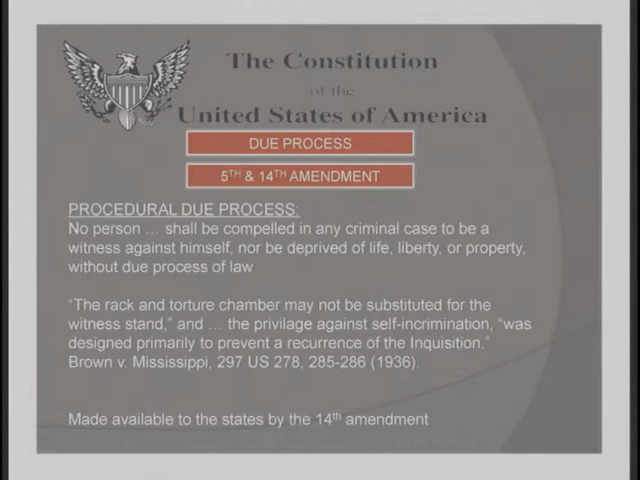 The Constitution
of the
United States of America
DUE PROCESS
5TH & 14TH AMENDMENT
PROCEDURAL DUE PROCESS:
No person … shall be compelled in any criminal case to be a
witness against himself, nor be deprived of life, liberty, or property,
without due process of law
“The rack and torture chamber may not be substituted for the
witness stand,” and … the privilage against self-incrimination, “was
designed primarily to prevent a recurrence of the Inquisition.”
Brown v. Mississippi, 297 US 278, 285-286 (1936).
Made available to the states by the 14th amendment